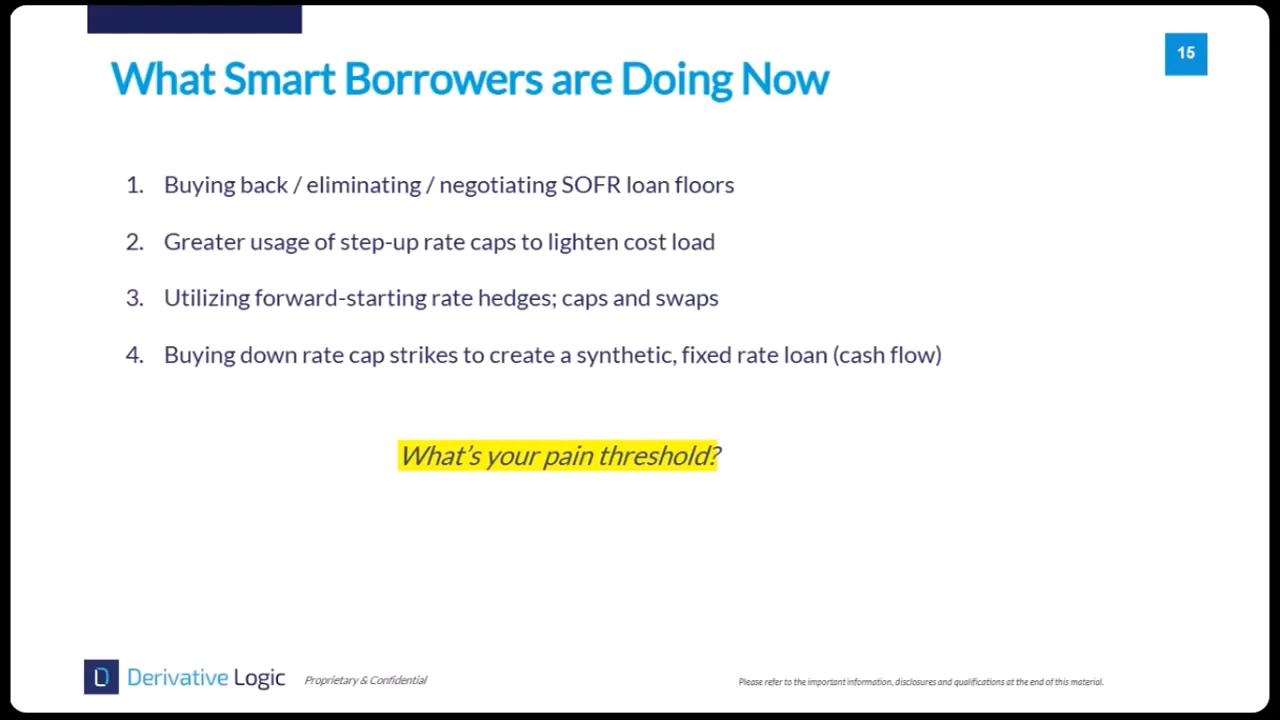 15
What Smart Borrowers are Doing Now
1. Buying back / eliminating / negotiating SOFR loan floors
2. Greater usage of step-up rate caps to lighten cost load
3. Utilizing forward-starting rate hedges; caps and swaps
4. Buying down rate cap strikes to create a synthetic, fixed rate loan (cash flow)
What's your pain threshold?
D Derivative Logic Proprietary & Confidential
Please refer to the important information, disclosures and qualifications at the end of this material.